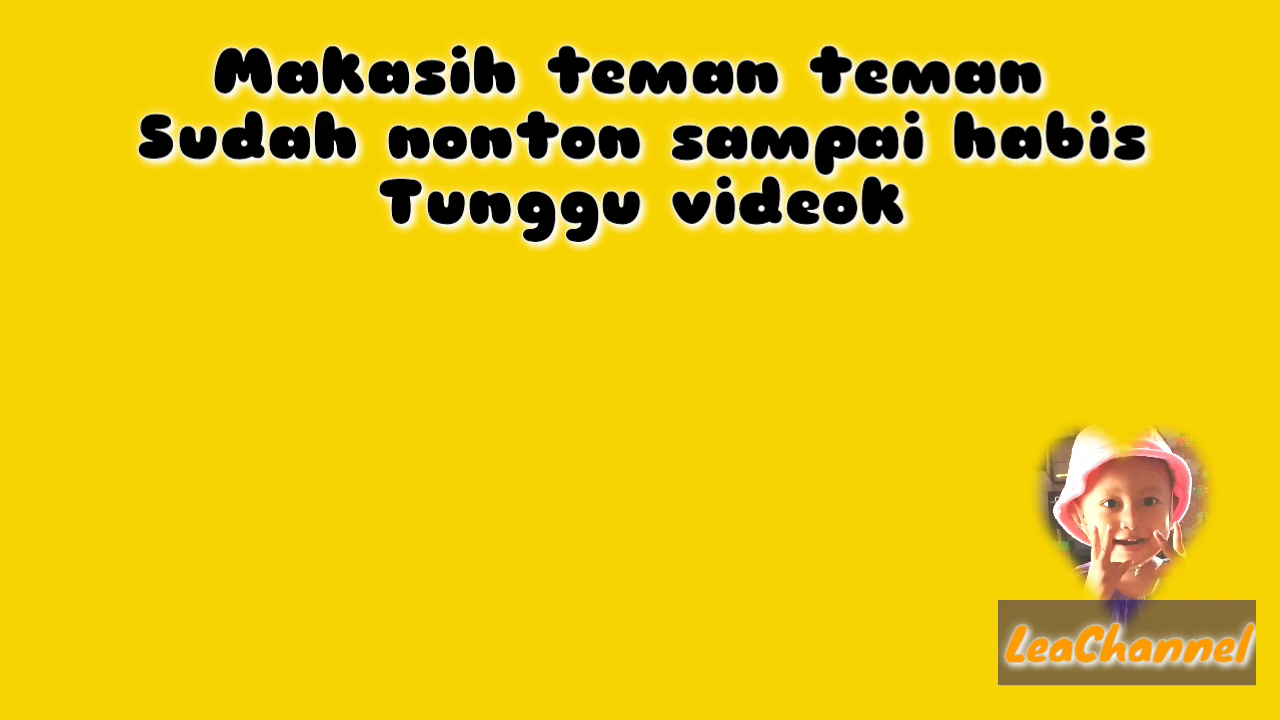 Makasih teman teman
Sudah nonton sampai habis
Tunggu videok
LeaChannel